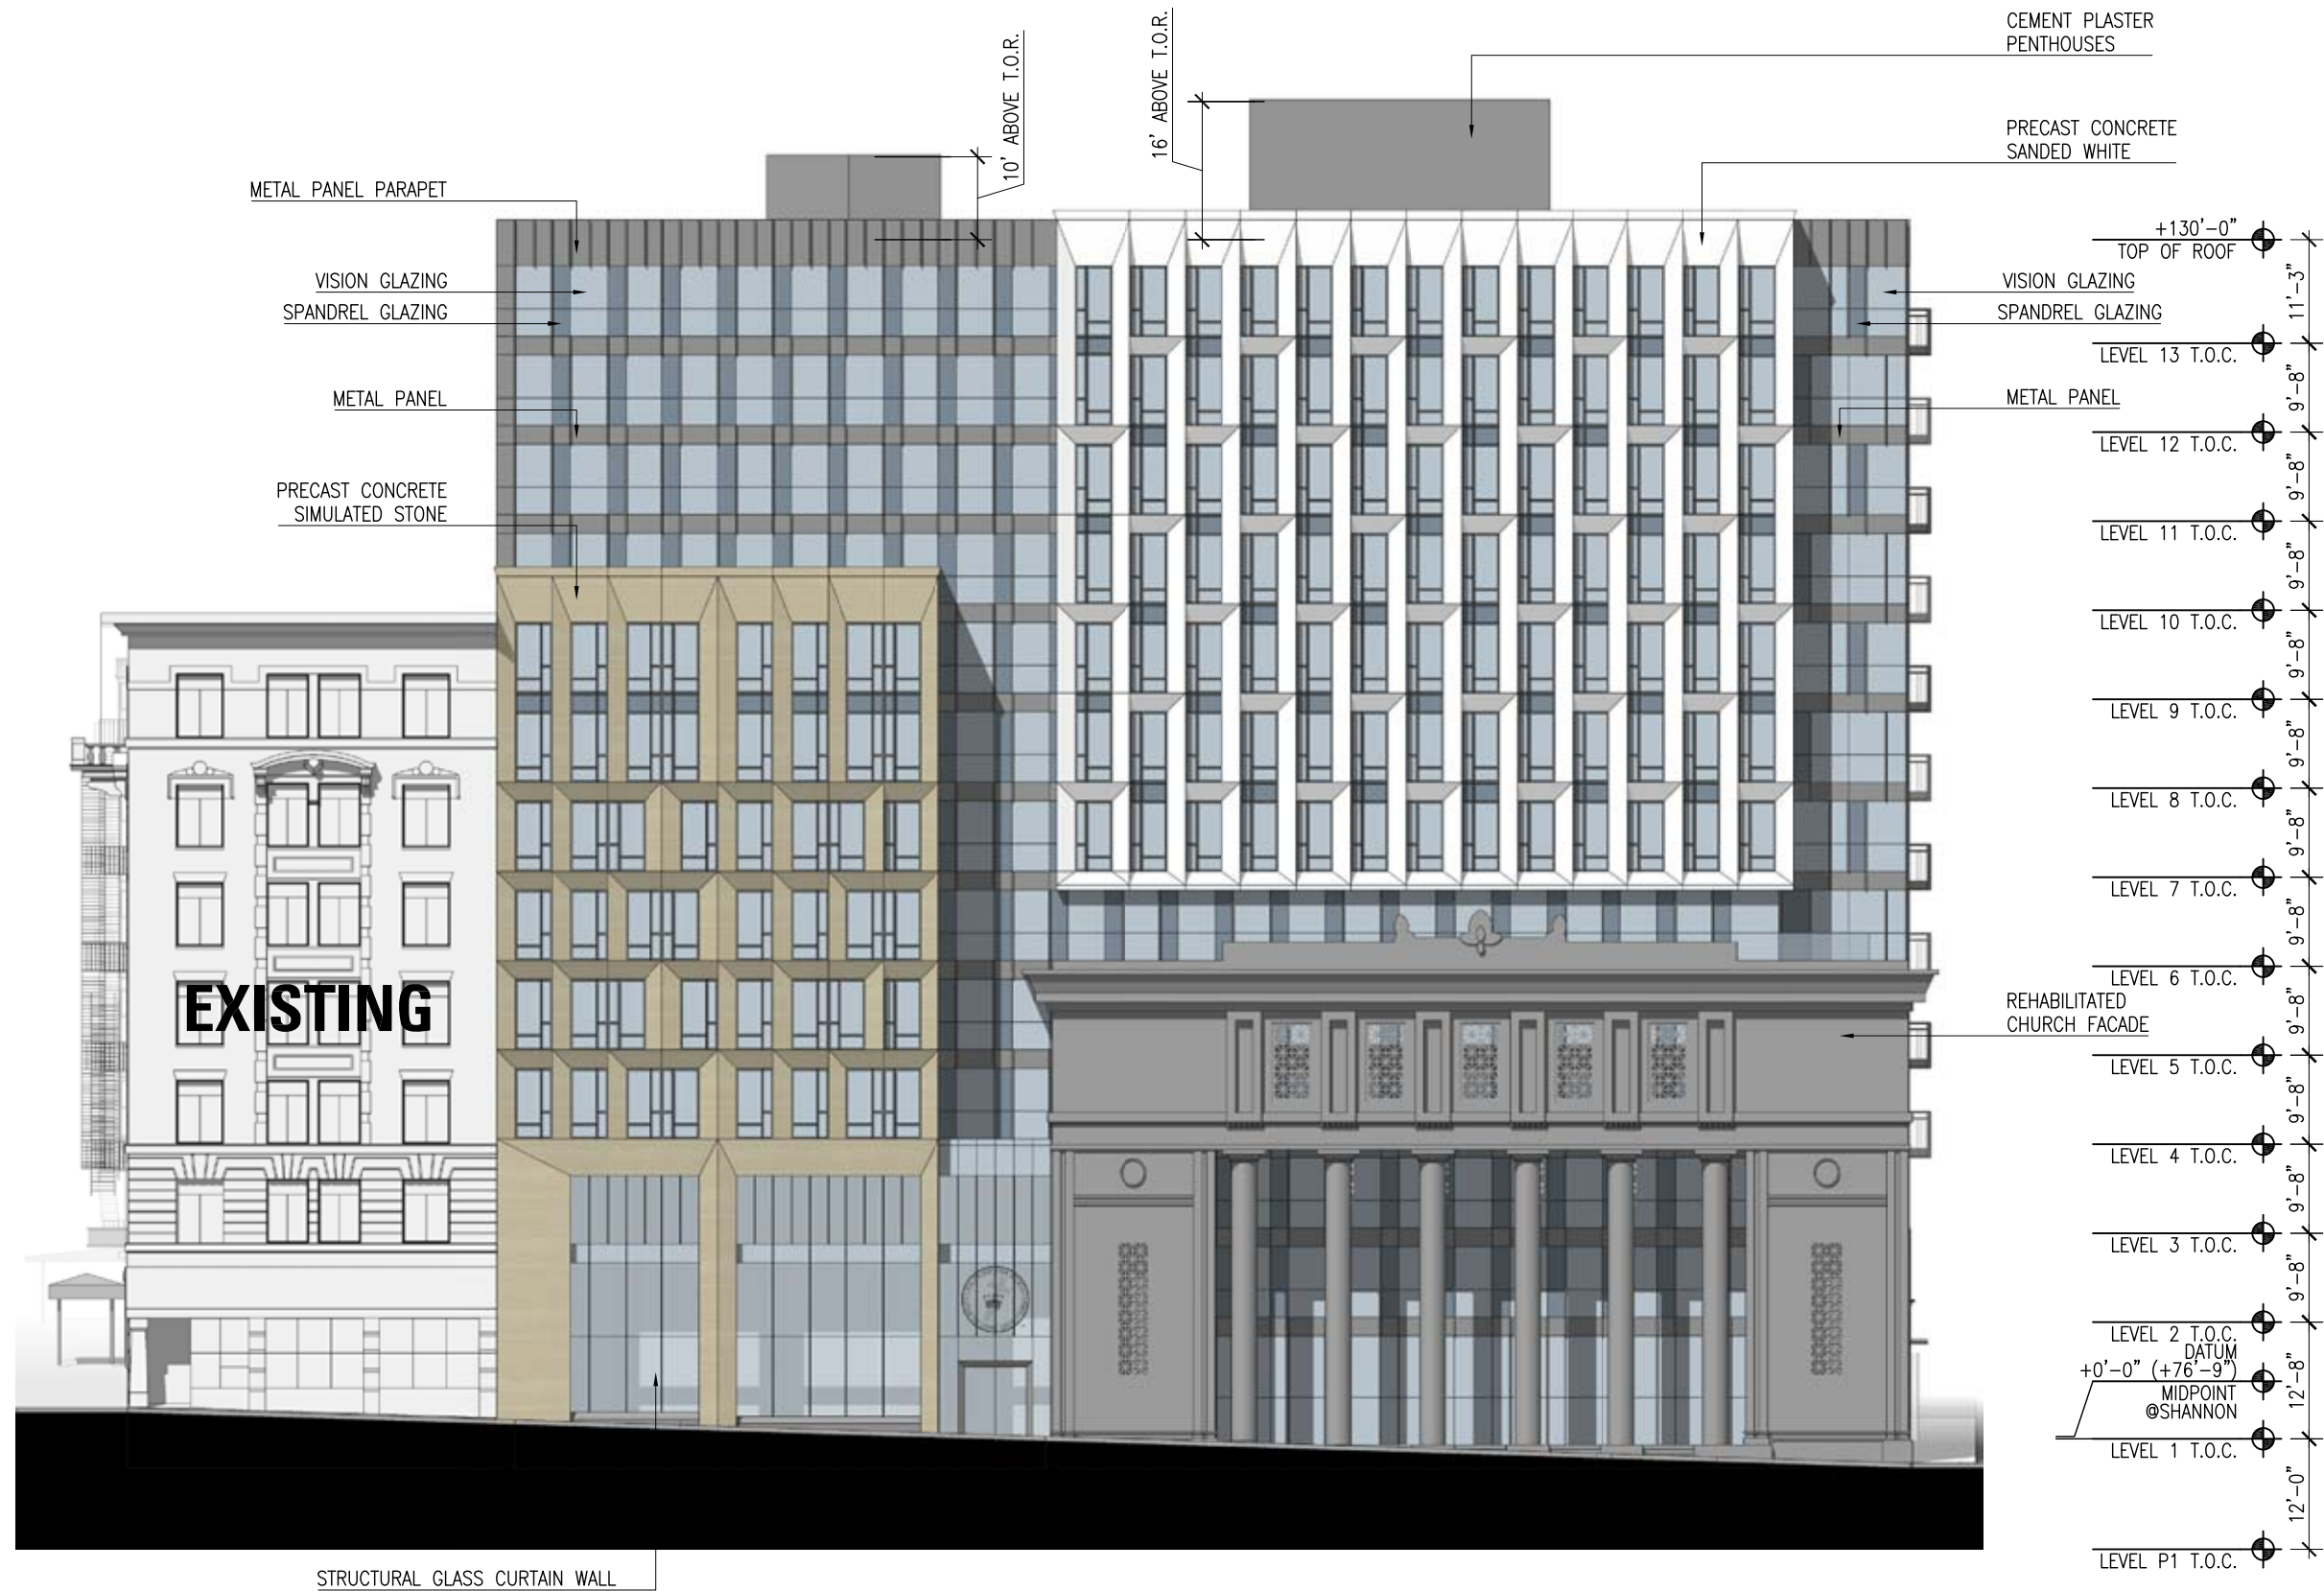 CEMENT PLASTER
PENTHOUSES
10' ABOVE T.O.R.
16' ABOVE T.O.R.
PRECAST CONCRETE
SANDED WHITE
METAL PANEL PARAPET
VISION GLAZING
SPANDREL GLAZING
METAL PANEL
PRECAST CONCRETE
SIMULATED STONE
EXISTING
STRUCTURAL GLASS CURTAIN WALL
VISION GLAZING
SPANDREL GLAZING
METAL PANEL
REHABILITATED
CHURCH FACADE
+130'-0"
TOP OF ROOF
11'-3"
LEVEL 13 T.O.C.
9'-8"
LEVEL 12 T.O.C.
9'-8"
LEVEL 11 T.O.C.
9'-8"
LEVEL 10 T.O.C.
9'-8"
LEVEL 9 T.O.C.
9'-8"
LEVEL 8 T.O.C.
9'-8"
LEVEL 7 T.O.C.
9'-8"
LEVEL 6 T.O.C.
9'-8"
LEVEL 5 T.O.C.
9'-8"
LEVEL 4 T.O.C.
9'-8"
LEVEL 3 T.O.C.
9'-8"
LEVEL 2 T.O.C.
DATUM
+0'-0" (+76'-9")
MIDPOINT
@SHANNON
12'-8"
LEVEL 1 T.O.C.
12'-0"
LEVEL P1 T.O.C.